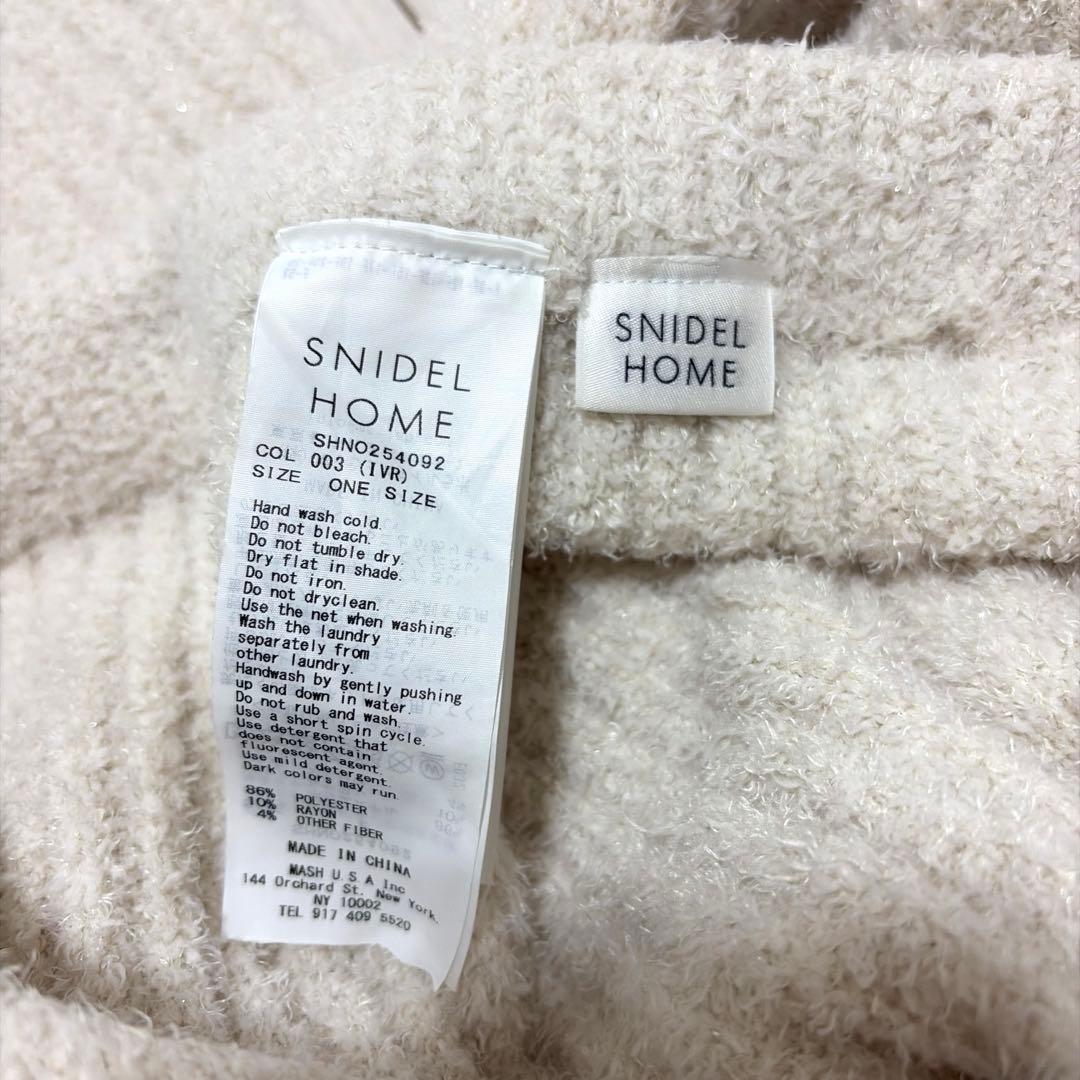 SNIDEL
HOME
SHNO254092
COL 003 (IVR)
SIZE ONE SIZE
Hand wash cold.
Do not bleach.
Do not tumble dry.
Dry flat in shade.
Do not iron.
Do not dryclean.
Use the net when washing.
Wash the laundry
separately from
other laundry.
Handwash by gently pushing
up and down in water.
Do not rub and wash.
Use a short spin cycle.
Use detergent that
does not contain
fluorescent agent.
Use mild detergent.
Dark colors may run.
86% POLYESTER
10% RAYON
4% OTHER FIBER
MADE IN CHINA
MASH U.S.A Inc
144 Orchard St. New York.
NY 10002
TEL 917 409 5520
SNIDEL
HOME